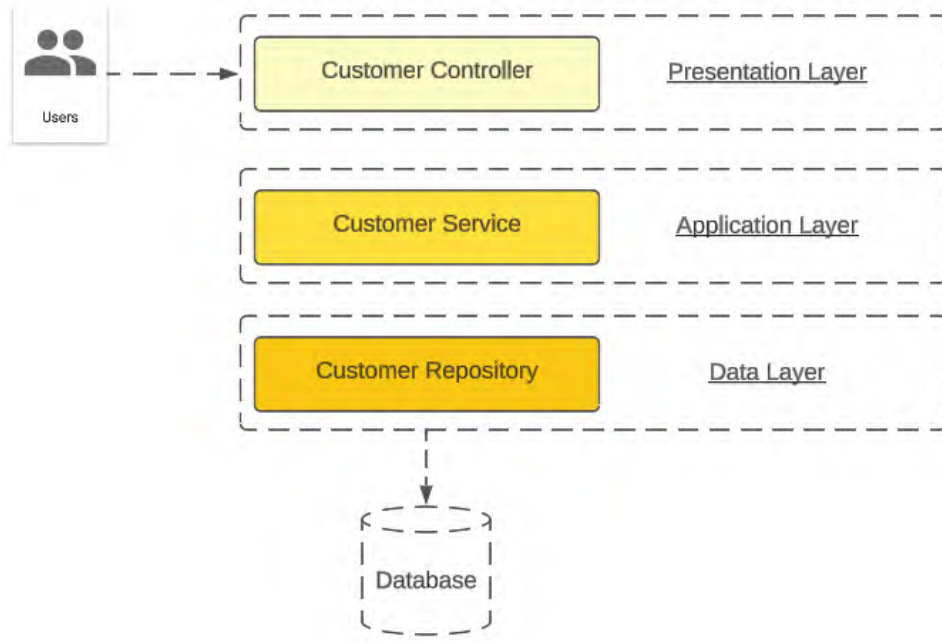 Users
Customer Controller
Presentation Layer
Customer Service
Application Layer
Customer Repository
Data Layer
Database